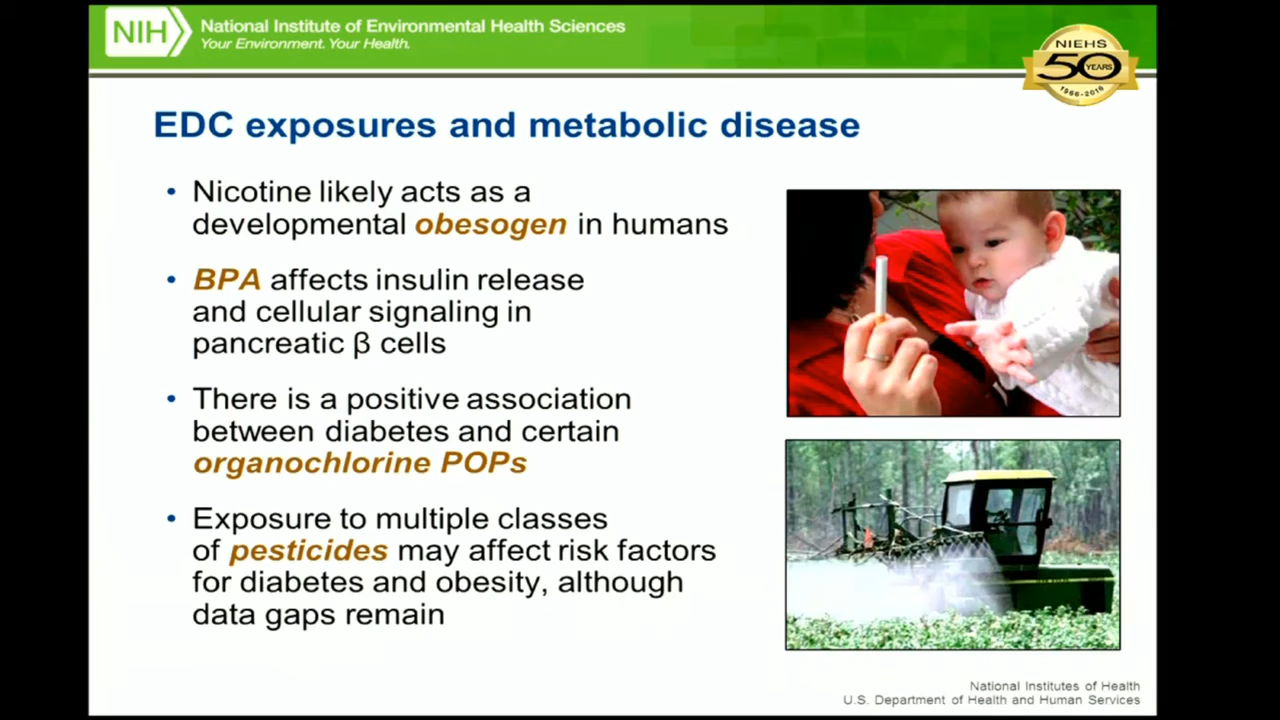 NIH
National Institute of Environmental Health Sciences
Your Environment. Your Health.
NIEHS
50 YEARS
1966-2016
EDC exposures and metabolic disease
• Nicotine likely acts as a
developmental obesogen in humans
• BPA affects insulin release
and cellular signaling in
pancreatic β cells
• There is a positive association
between diabetes and certain
organochlorine POPs
• Exposure to multiple classes
of pesticides may affect risk factors
for diabetes and obesity, although
data gaps remain
National Institutes of Health
U.S. Department of Health and Human Services